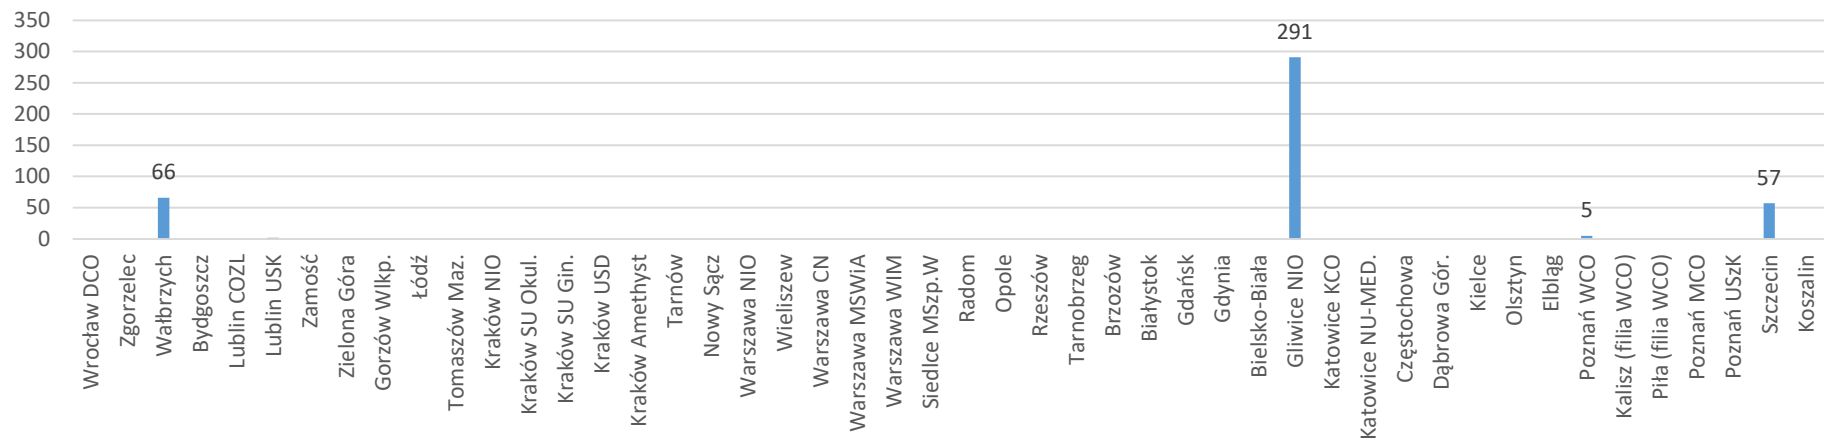 350
300
250
200
150
100
50
0
66
291
5
57
Wrocław DCO
Zgorzelec
Wałbrzych
Bydgoszcz
Lublin COZL
Lublin USK
Zamość
Zielona Góra
Gorzów Wlkp.
Łódź
Tomaszów Maz.
Kraków NIO
Kraków SU Okul.
Kraków SU Gin.
Kraków USD
Kraków Amethyst
Tarnów
Nowy Sącz
Warszawa NIO
Wieliszew
Warszawa CN
Warszawa MSWiA
Warszawa WIM
Siedlce MSzp.W
Radom
Opole
Rzeszów
Tarnobrzeg
Brzozów
Białystok
Gdańsk
Gdynia
Bielsko-Biała
Gliwice NIO
Katowice KCO
Katowice NU-MED.
Częstochowa
Dąbrowa Gór.
Kielce
Olsztyn
Elbląg
Poznań WCO
Kalisz (filia WCO)
Piła (filia WCO)
Poznań MCO
Poznań USzK
Szczecin
Koszalin